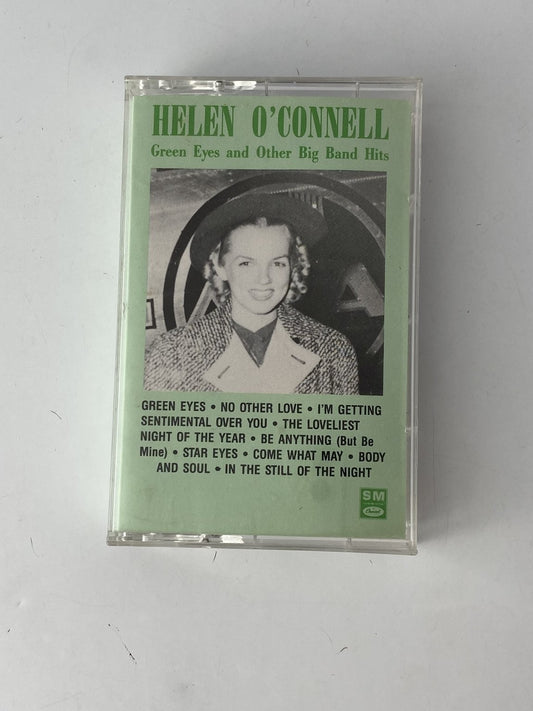 HELEN O'CONNELL
Green Eyes and Other Big Band Hits
A
GREEN EYES • NO OTHER LOVE • I'M GETTING
SENTIMENTAL OVER YOU • THE LOVELIEST
NIGHT OF THE YEAR • BE ANYTHING (But Be
Mine) • STAR EYES • COME WHAT MAY • BODY
AND SOUL • IN THE STILL OF THE NIGHT
SM
Capitol